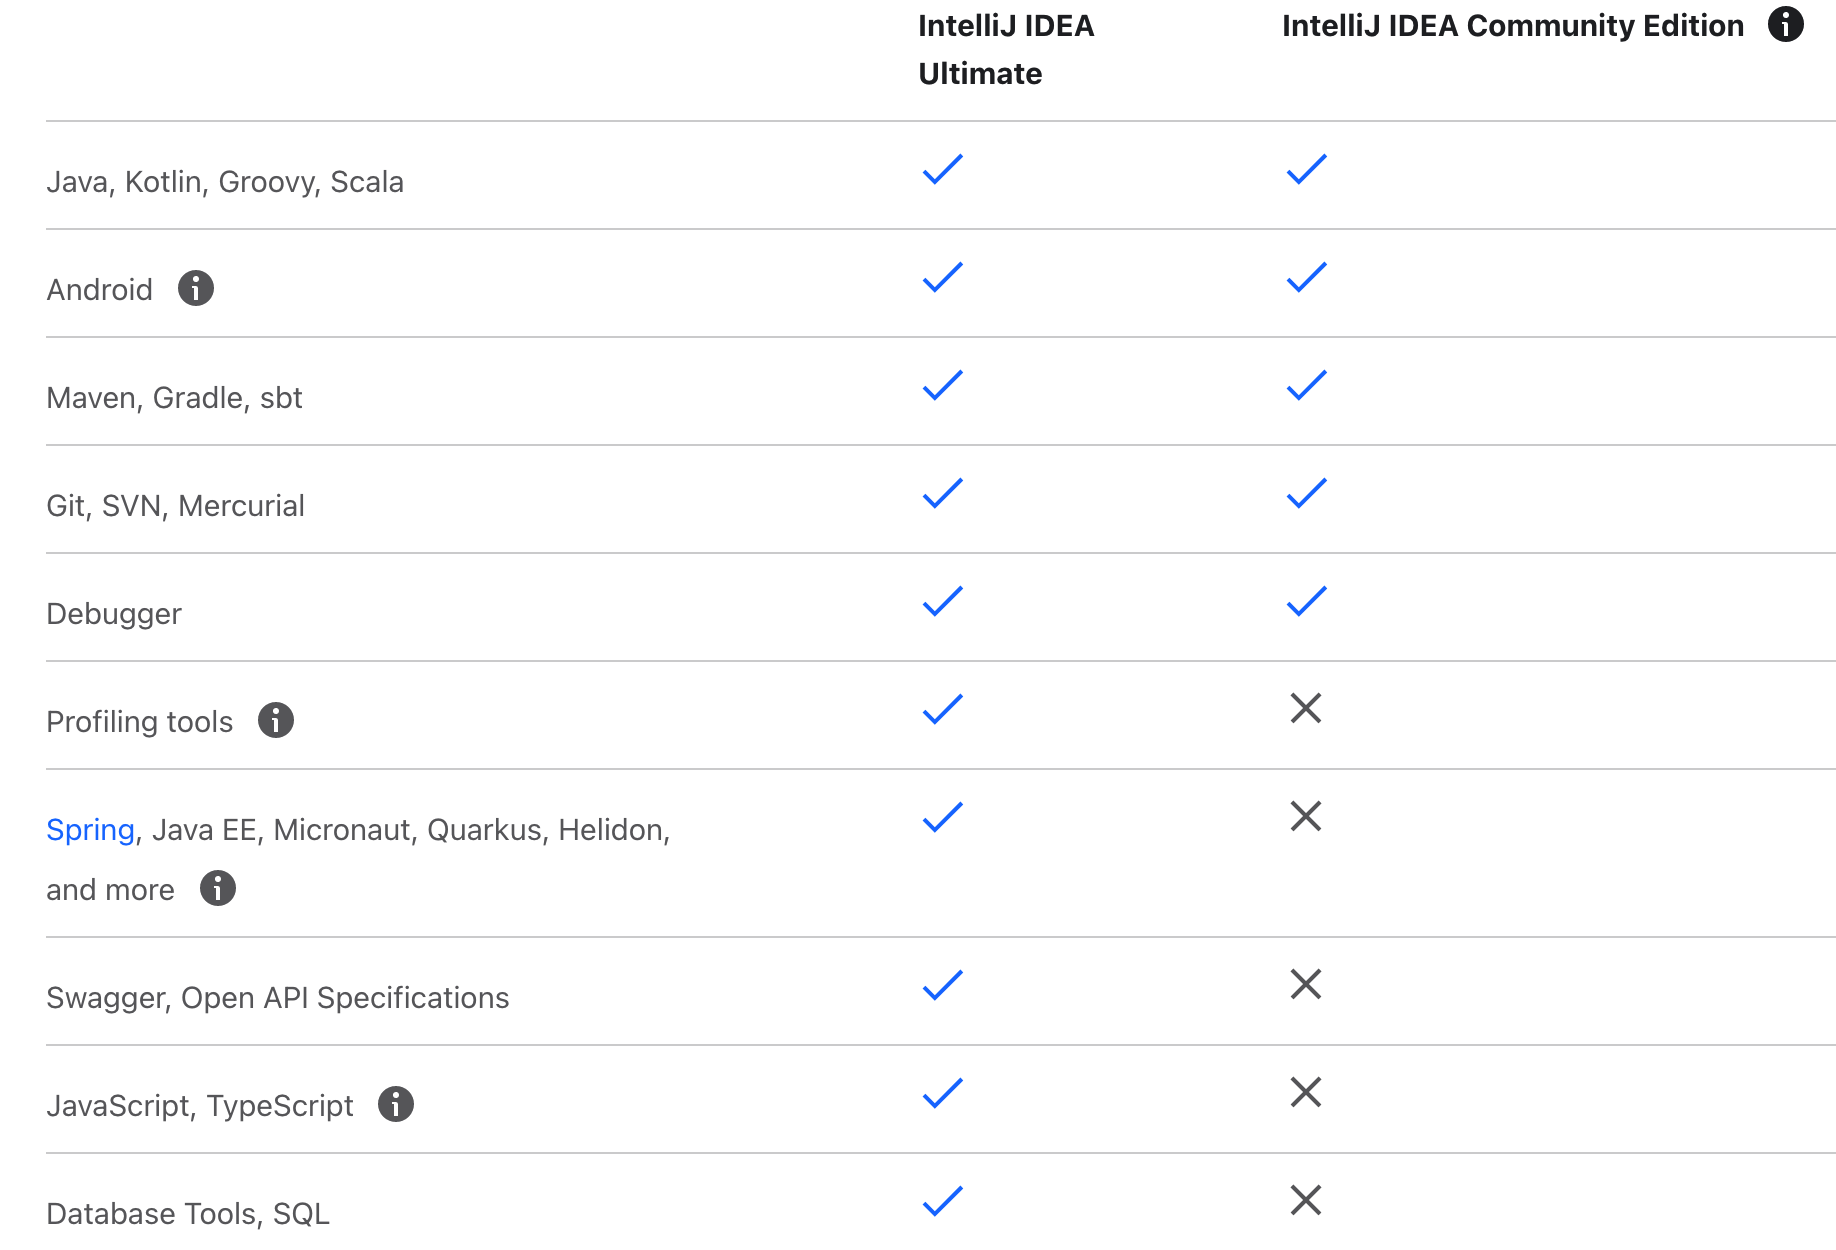 IntelliJ IDEA
Ultimate
IntelliJ IDEA Community Edition
Java, Kotlin, Groovy, Scala
Android
Maven, Gradle, sbt
Git, SVN, Mercurial
Debugger
Profiling tools
Spring, Java EE, Micronaut, Quarkus, Helidon,
and more
Swagger, Open API Specifications
JavaScript, TypeScript
Database Tools, SQL